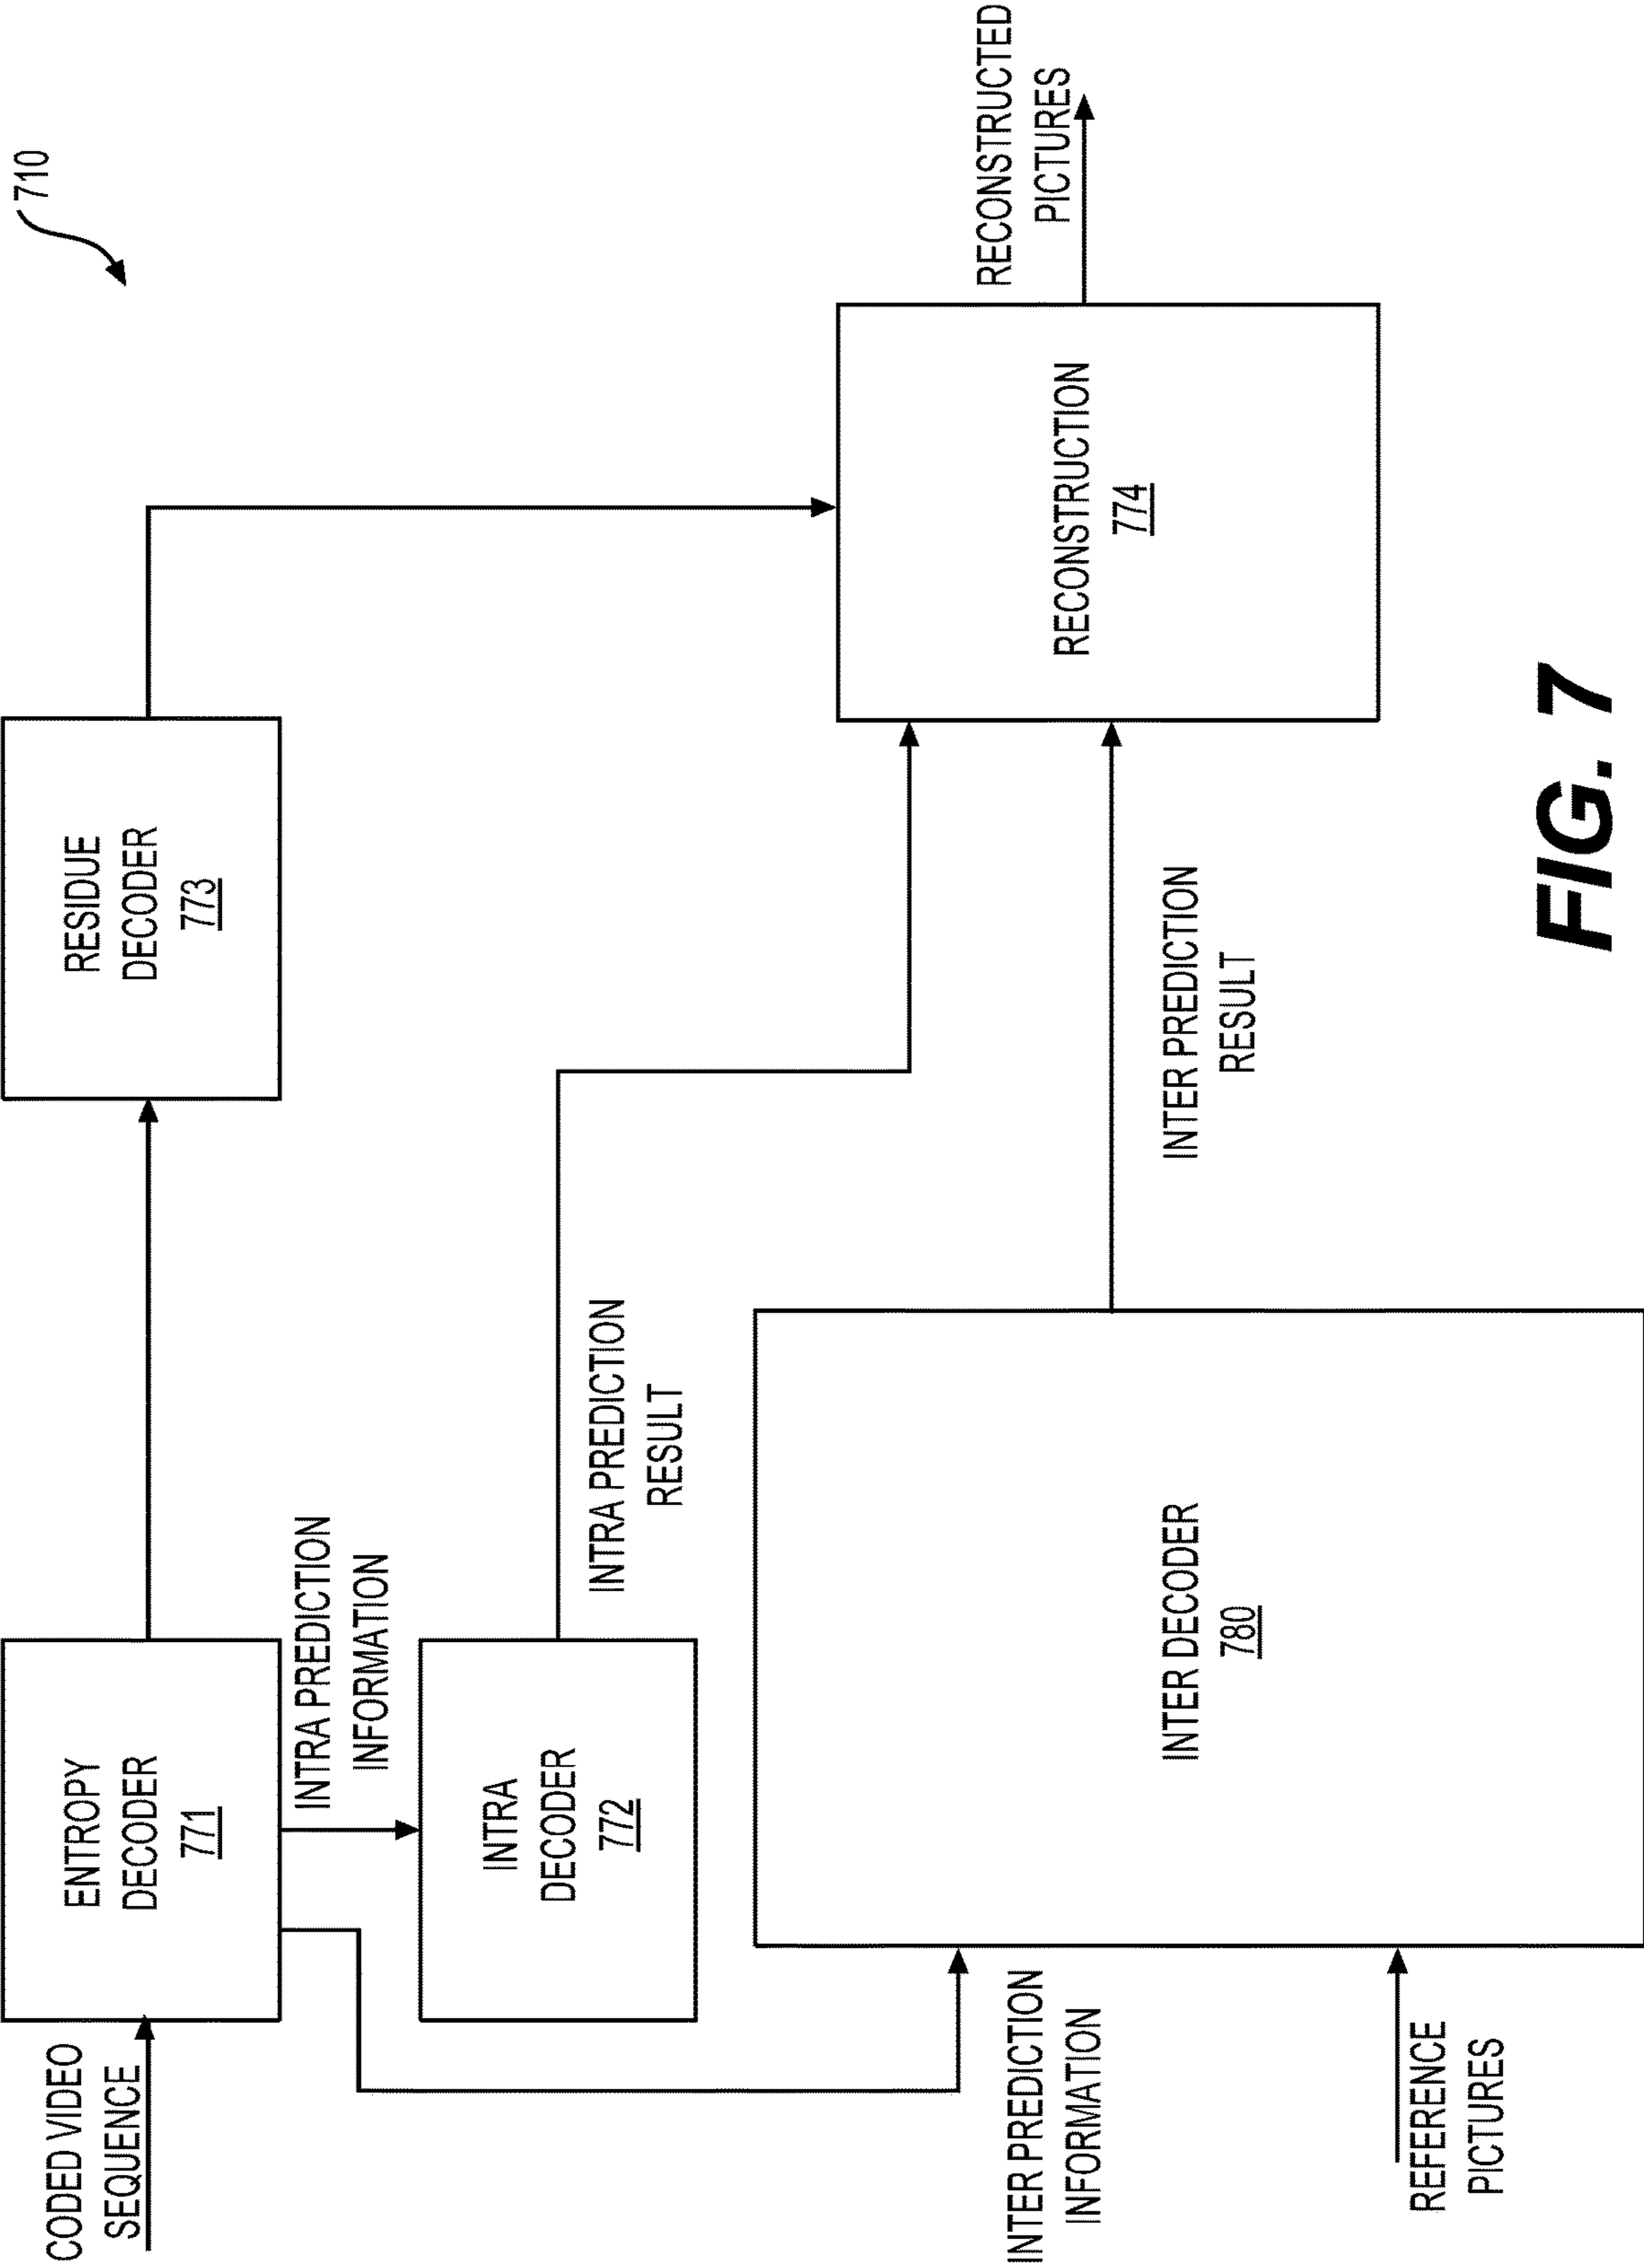 710
CODED VIDEO
SEQUENCE
ENTROPY
DECODER
771
RESIDUE
DECODER
773
INTRA PREDICTION
INFORMATION
INTRA
DECODER
772
INTRA PREDICTION
RESULT
RECONSTRUCTED
PICTURES
RECONSTRUCTION
774
INTER PREDICTION
INFORMATION
INTER DECODER
780
INTER PREDICTION
RESULT
REFERENCE
PICTURES
FIG. 7